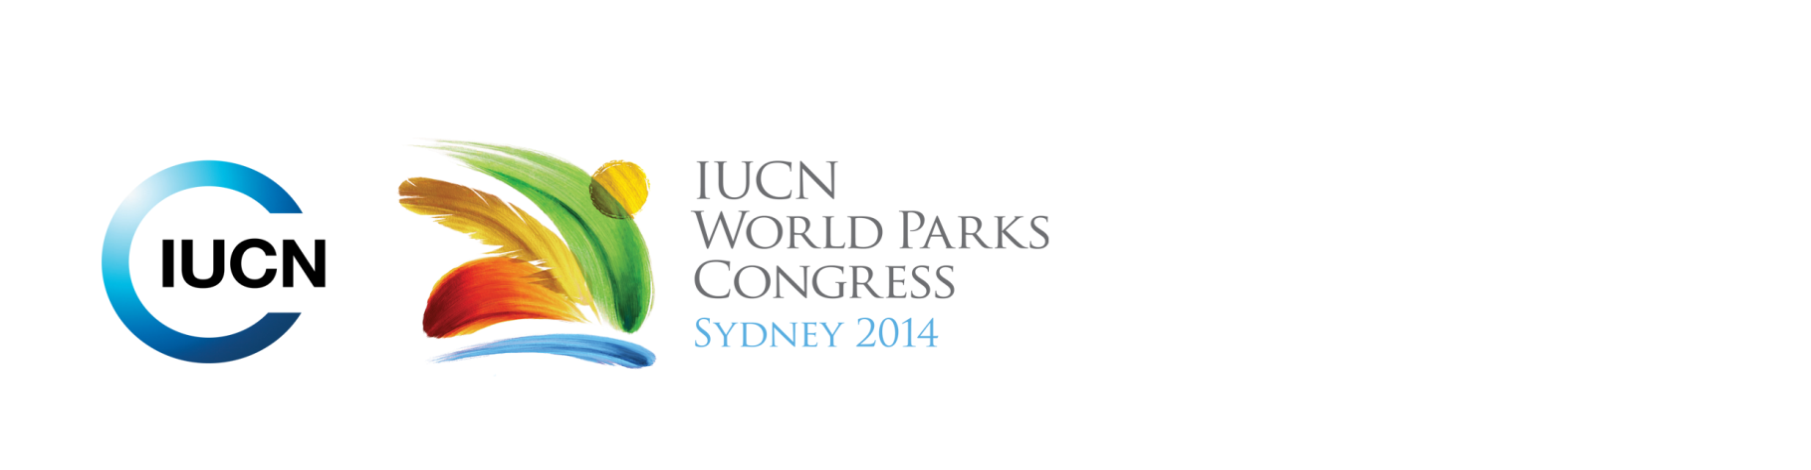 IUCN
IUCN
WORLD PARKS
CONGRESS
SYDNEY 2014